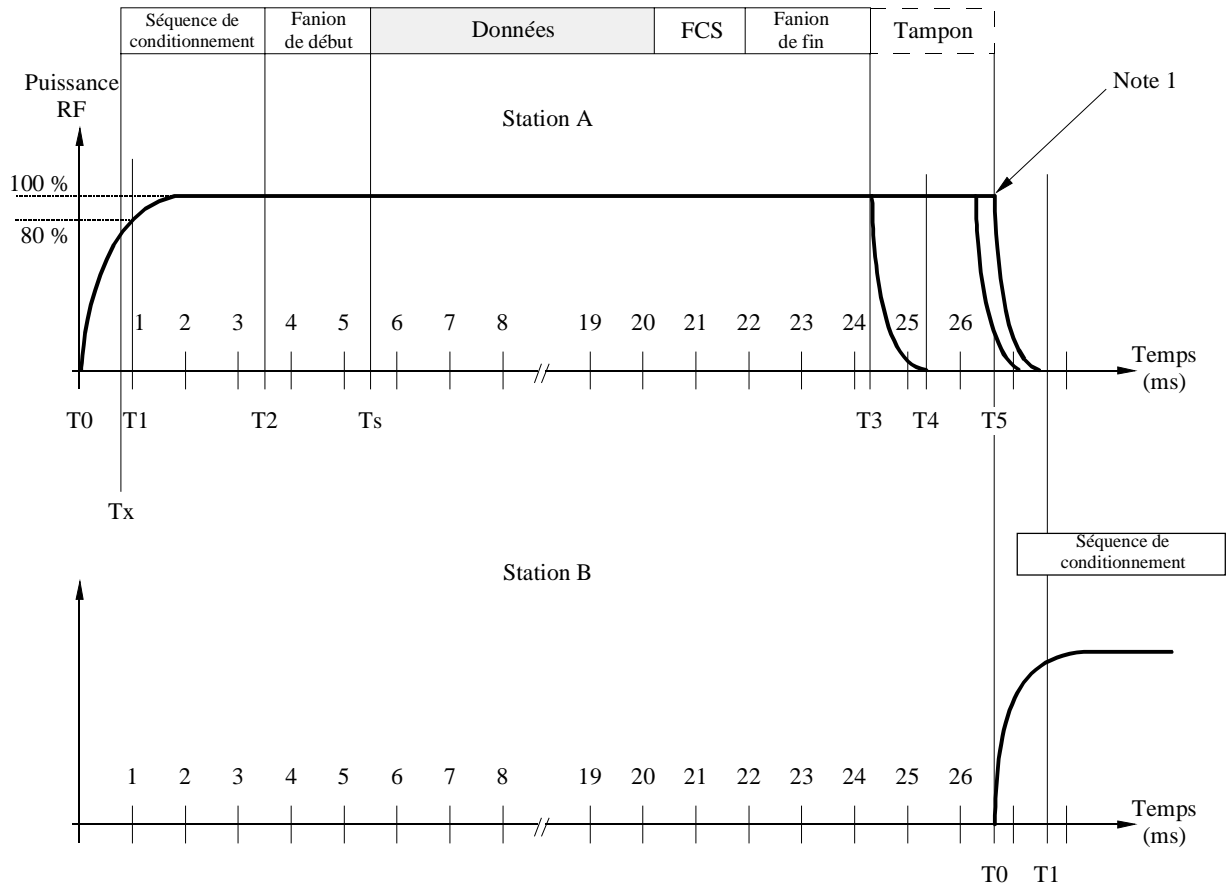 Séquence de
conditionnement
Fanion
de début
Données
FCS
Fanion
de fin
Tampon
Puissance
RF
Note 1
Station A
100 %
80 %
1 2 3 4 5 6 7 8 19 20 21 22 23 24 25 26
Temps
(ms)
T0 T1 T2 Ts T3 T4 T5
Tx
Séquence de
conditionnement
Station B
1 2 3 4 5 6 7 8 19 20 21 22 23 24 25 26
Temps
(ms)
T0 T1